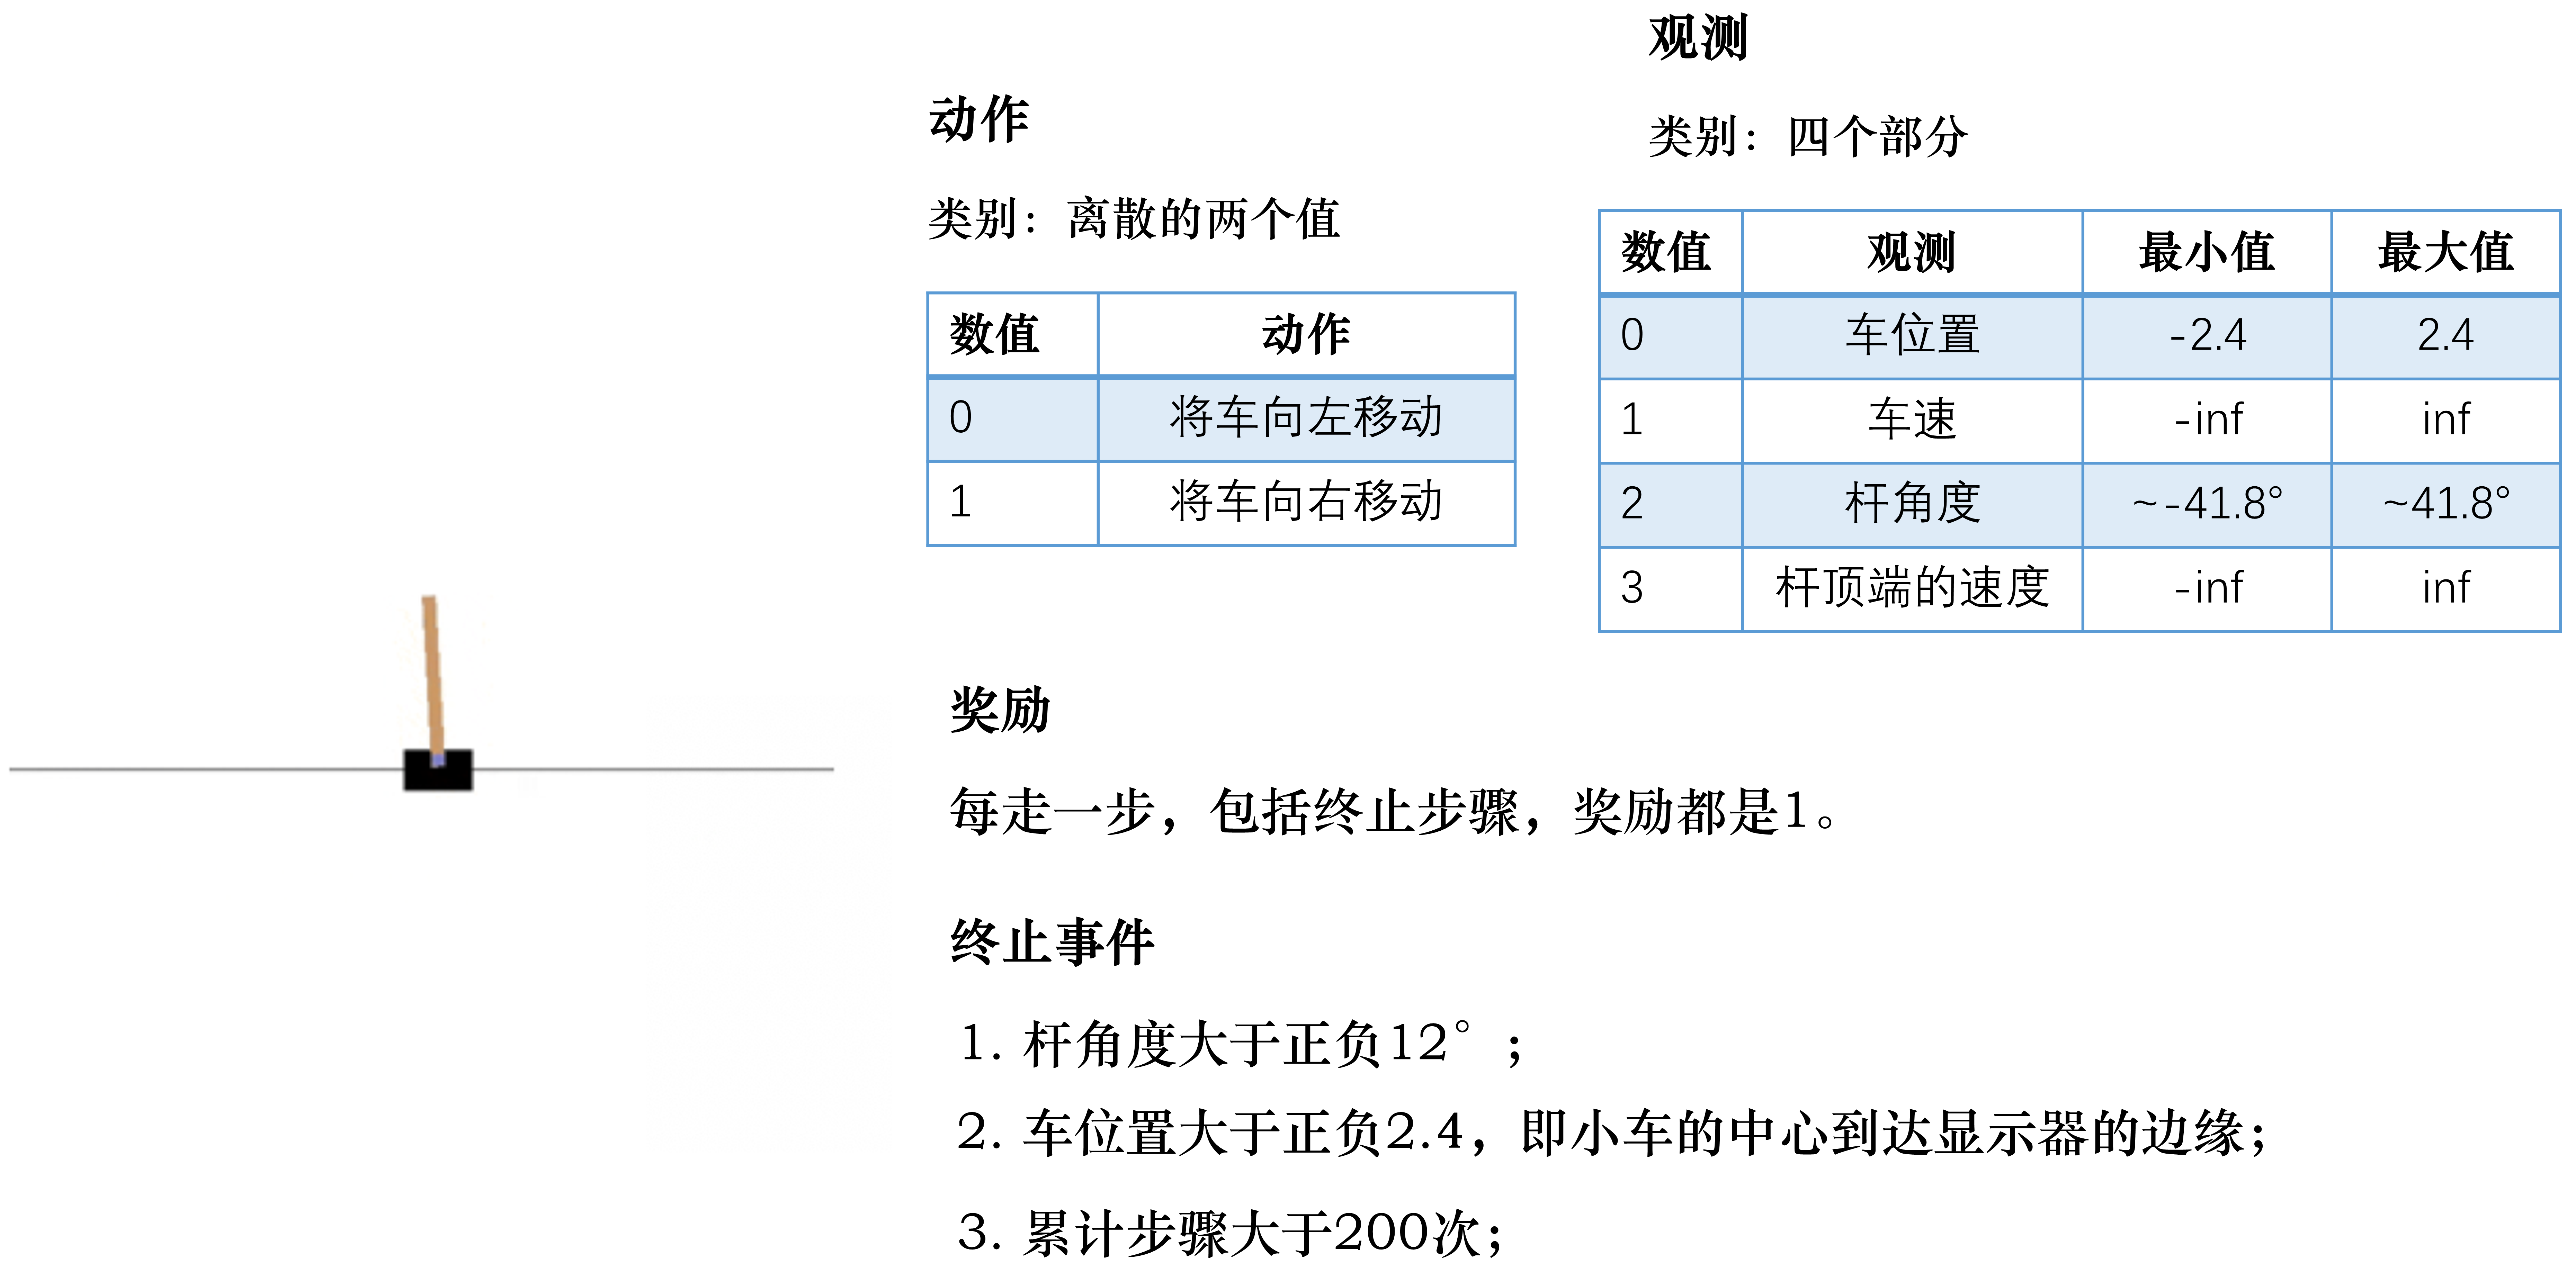 动作
类别：离散的两个值
数值 动作
0 将车向左移动
1 将车向右移动
观测
类别：四个部分
数值 观测 最小值 最大值
0 车位置 -2.4 2.4
1 车速 -inf inf
2 杆角度 ~-41.8° ~41.8°
3 杆顶端的速度 -inf inf
奖励
每走一步，包括终止步骤，奖励都是1。
终止事件
1. 杆角度大于正负12°；
2. 车位置大于正负2.4，即小车的中心到达显示器的边缘；
3. 累计步骤大于200次；